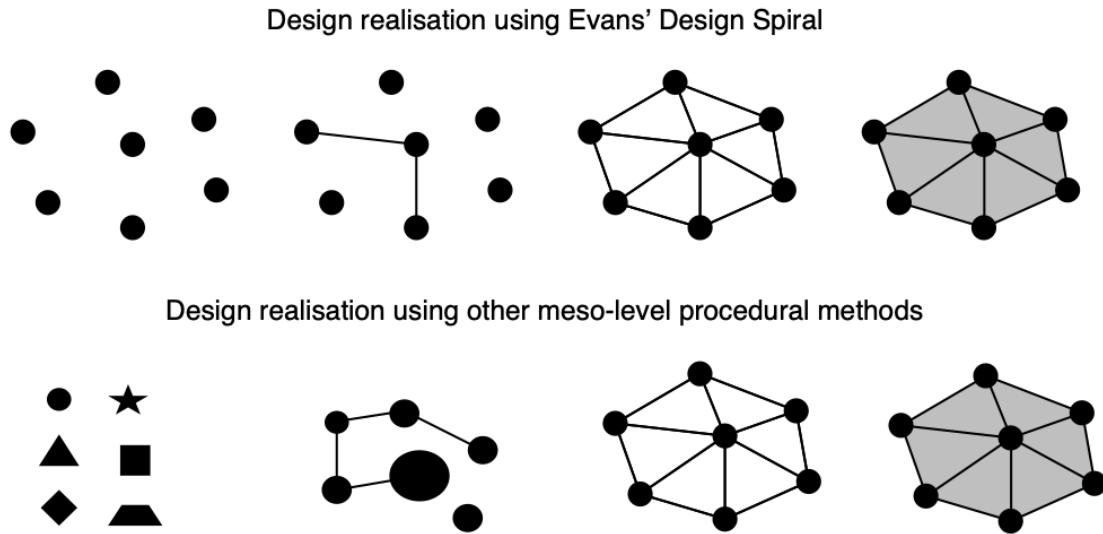 Design realisation using Evans’ Design Spiral
Design realisation using other meso-level procedural methods